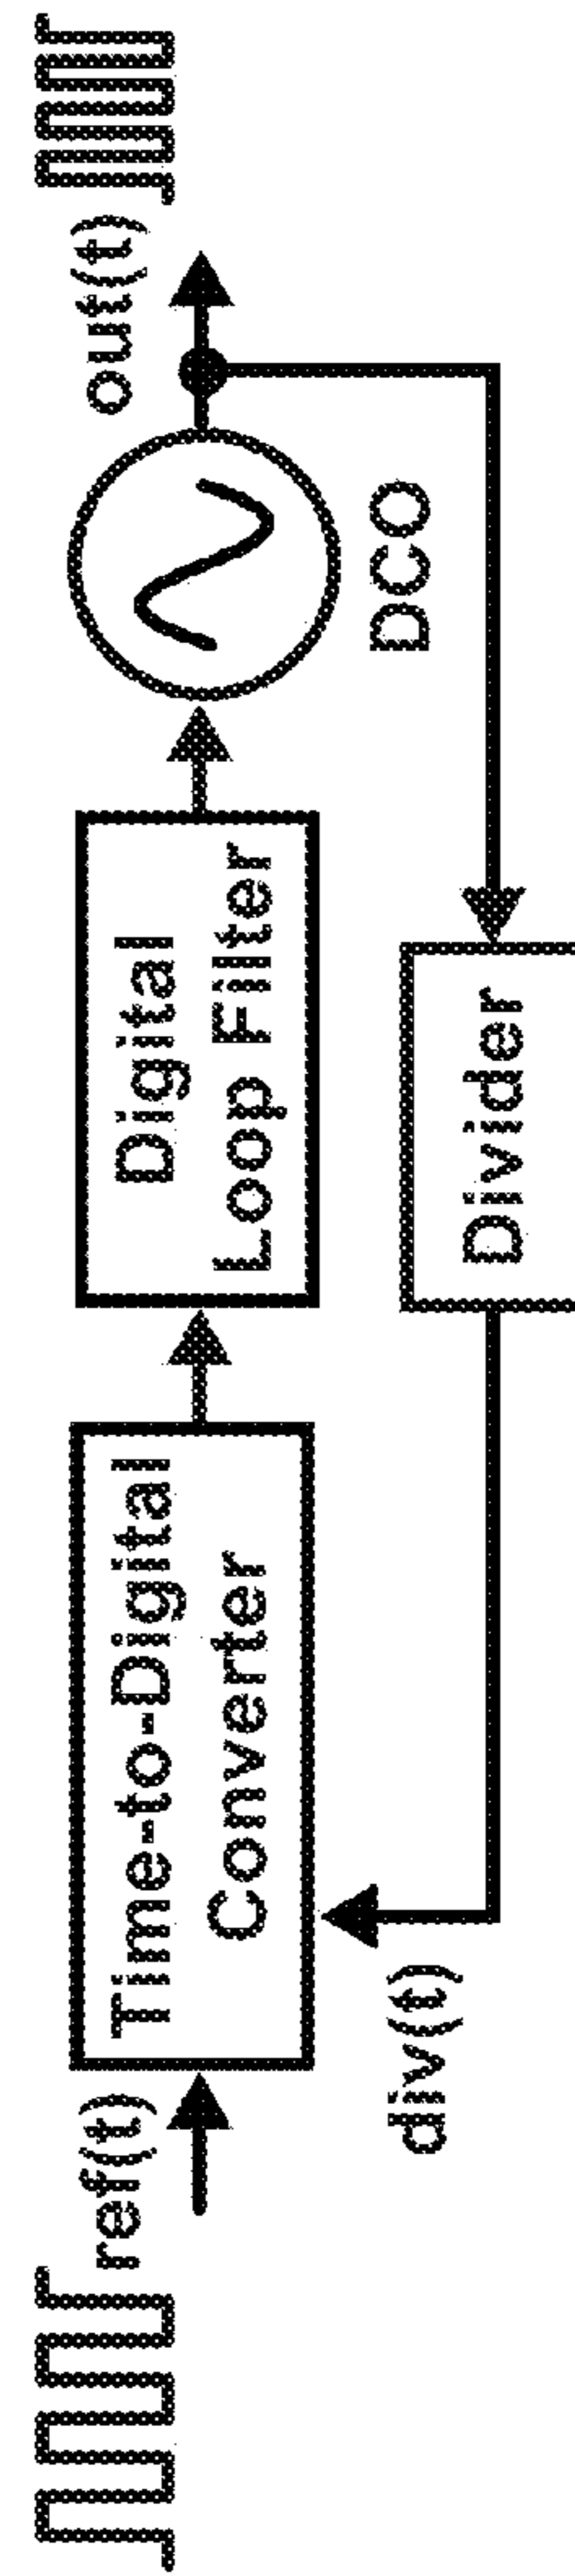 ref(t)
Time-to-Digital
Converter
Digital
Loop Filter
out(t)
DCO
div(t)
Divider